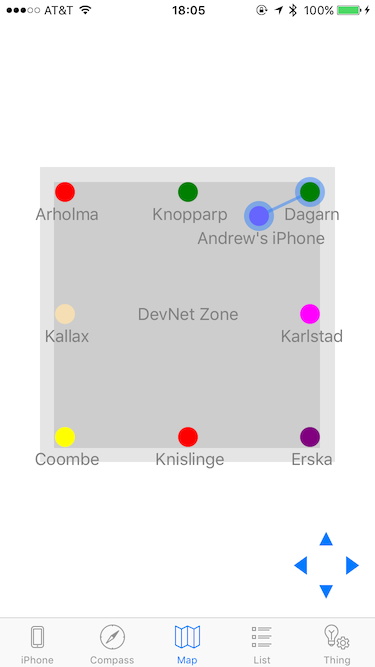 AT&T 18:05 100%
Arholma Knopparp Dagarn
Andrew's iPhone
DevNet Zone
Kallax Karlstad
Coombe Knislinge Erska
iPhone Compass Map List Thing